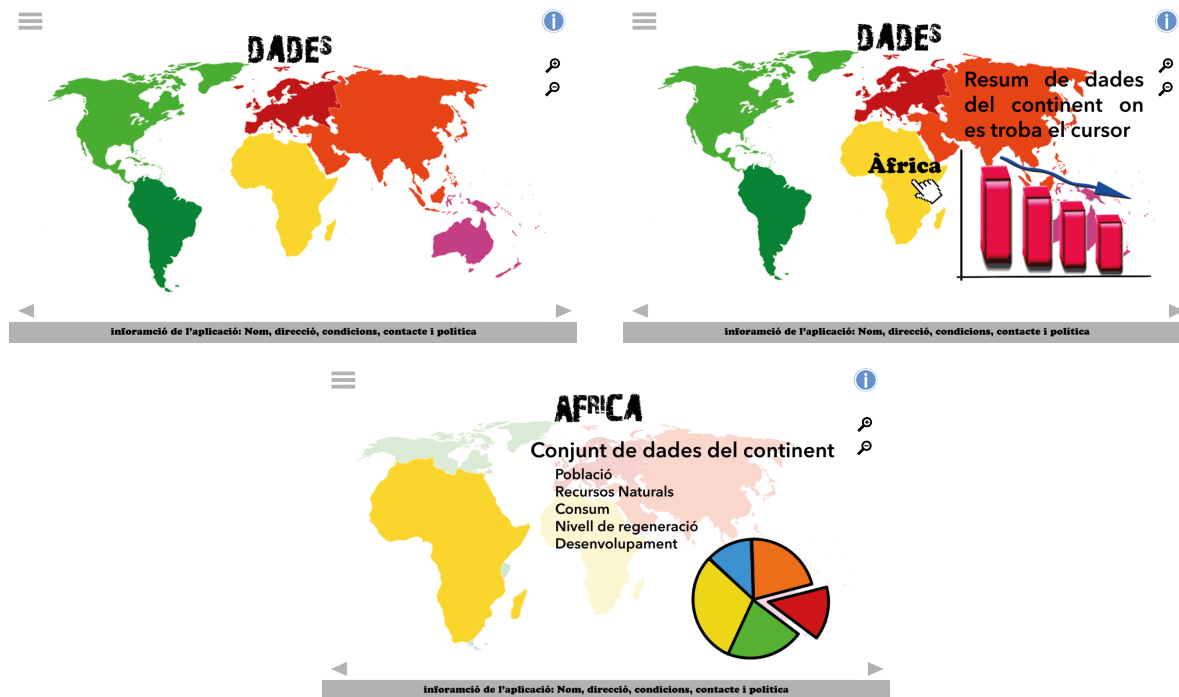 DADES
inforamció de l'aplicació: Nom, direcció, condicions, contacte i política
DADES
Resum de dades
del continent on
es troba el cursor
Àfrica
inforamció de l'aplicació: Nom, direcció, condicions, contacte i política
AFRICA
Conjunt de dades del continent
Població
Recursos Naturals
Consum
Nivell de regeneració
Desenvolupament
inforamció de l'aplicació: Nom, direcció, condicions, contacte i política